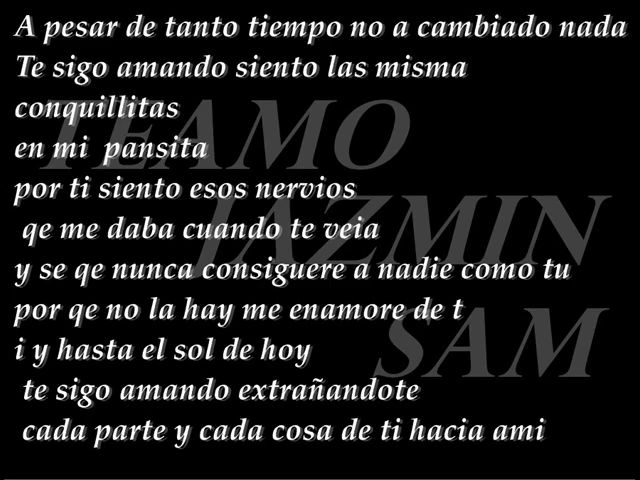 A pesar de tanto tiempo no a cambiado nada
Te sigo amando siento las misma
conquillitas
en mi pansita
por ti siento esos nervios
qe me daba cuando te veia
y se qe nunca consiguere a nadie como tu
por qe no la hay me enamore de t
i y hasta el sol de hoy
te sigo amando extrañandote
cada parte y cada cosa de ti hacia ami
TEAMO
JAZMIN
SAM